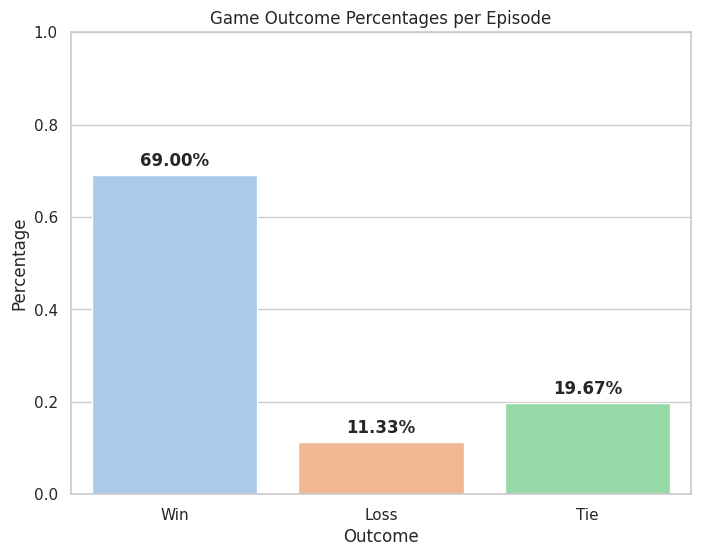 Game Outcome Percentages per Episode
1.0
0.8
0.6
0.4
0.2
0.0
Percentage
69.00%
11.33%
19.67%
Win Loss Tie
Outcome